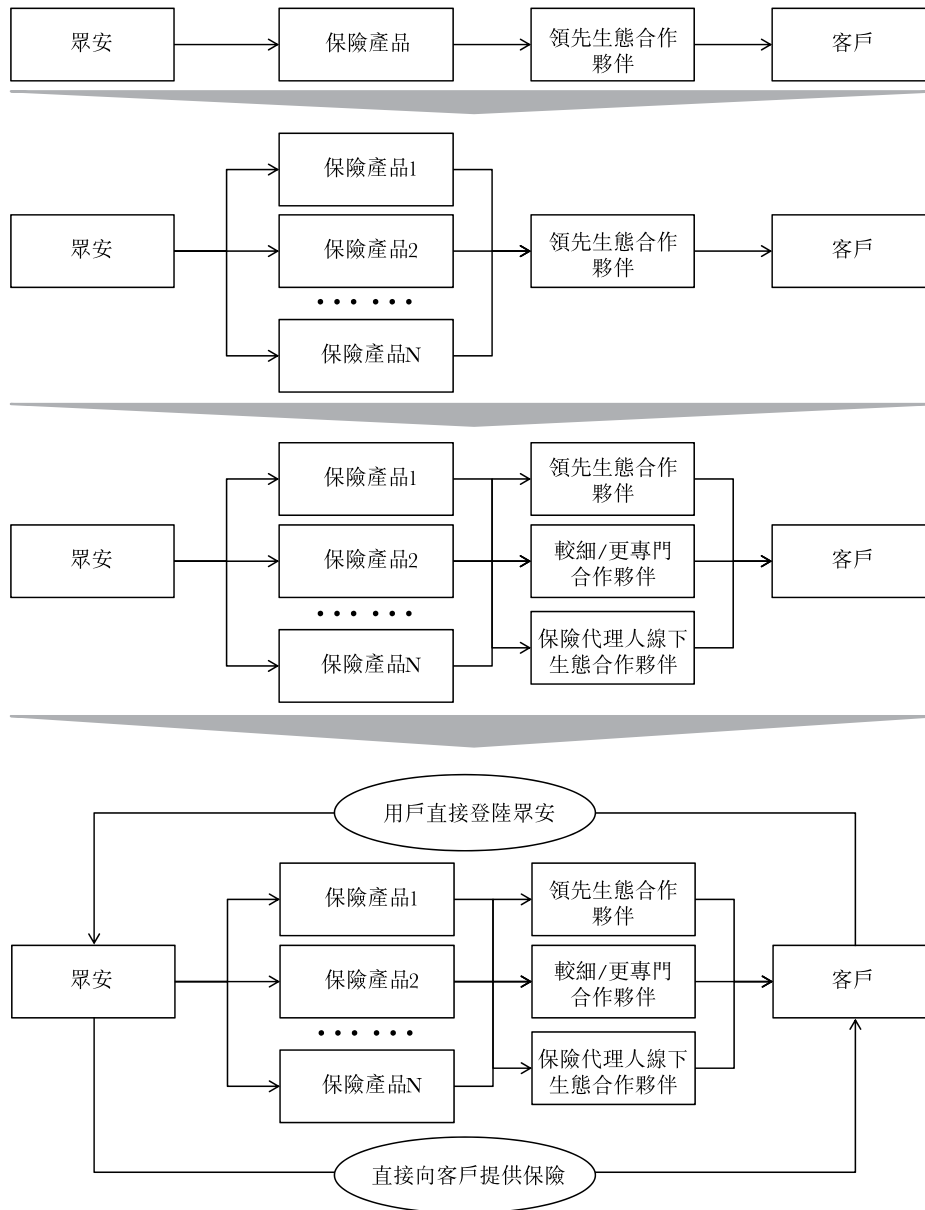 眾安
保險產品
領先生態合作
夥伴
客戶
保險產品1
眾安
保險產品2
領先生態合作
夥伴
客戶
••• •••
保險產品N
保險產品1
領先生態合作
夥伴
眾安
保險產品2
較細/更專門
合作夥伴
客戶
••• •••
保險產品N
保險代理人線下
生態合作夥伴
用戶直接登陸眾安
保險產品1
領先生態合作
夥伴
眾安
保險產品2
較細/更專門
合作夥伴
客戶
••• •••
保險產品N
保險代理人線下
生態合作夥伴
直接向客戶提供保險